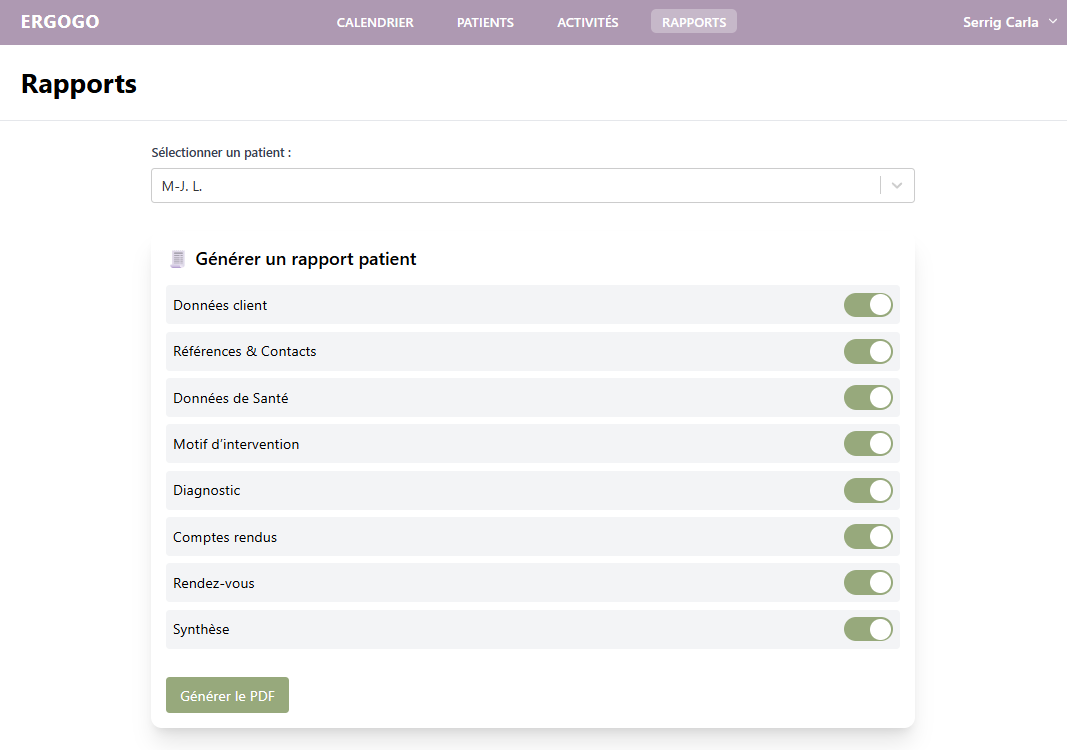 ERGOGO CALENDRIER PATIENTS ACTIVITÉS RAPPORTS Serrig Carla
Rapports
Sélectionner un patient :
M-J. L.
Générer un rapport patient
Données client
Références & Contacts
Données de Santé
Motif d'intervention
Diagnostic
Comptes rendus
Rendez-vous
Synthèse
Générer le PDF